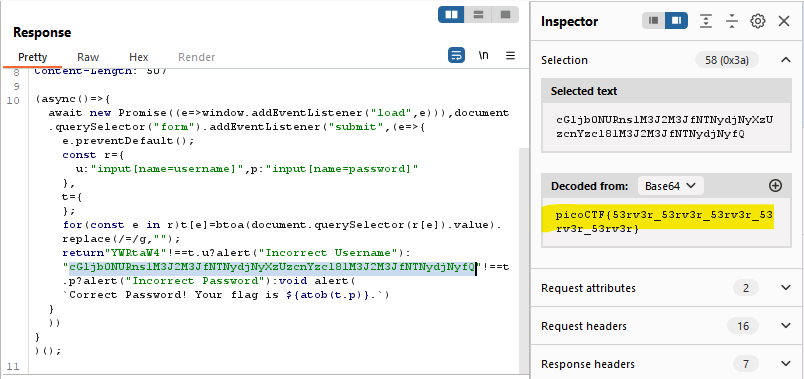 Response
Pretty Raw Hex Render
\n
8 Content-Length: 507
9
10 (async()=>{
await new Promise((e=>window.addEventListener("load",e))),document
.querySelector("form").addEventListener("submit",(e=>{
e.preventDefault();
const r={
u:"input[name=username]",p:"input[name=password]"
},
t={
};
for(const e in r)t[e]=btoa(document.querySelector(r[e]).value).
replace(/=/g,"");
return"YWRtaW4"!==t.u?alert("Incorrect Username"):
"cGljb0NURns1M3J2M3JfNTNydjNyXzUzcnYzcl81M3J2M3JfNTNydjNyfQ"!==t
.p?alert("Incorrect Password"):void alert(
`Correct Password! Your flag is ${atob(t.p)}.`)
}
))
}
)();
11
Inspector
Selection 58 (0x3a)
Selected text
cGljb0NURns1M3J2M3JfNTNydjNyXzU
zcnYzcl81M3J2M3JfNTNydjNyfQ
Decoded from: Base64
picoCTF{53rv3r_53rv3r_53rv3r_53
rv3r_53rv3r}
Request attributes 2
Request headers 16
Response headers 7